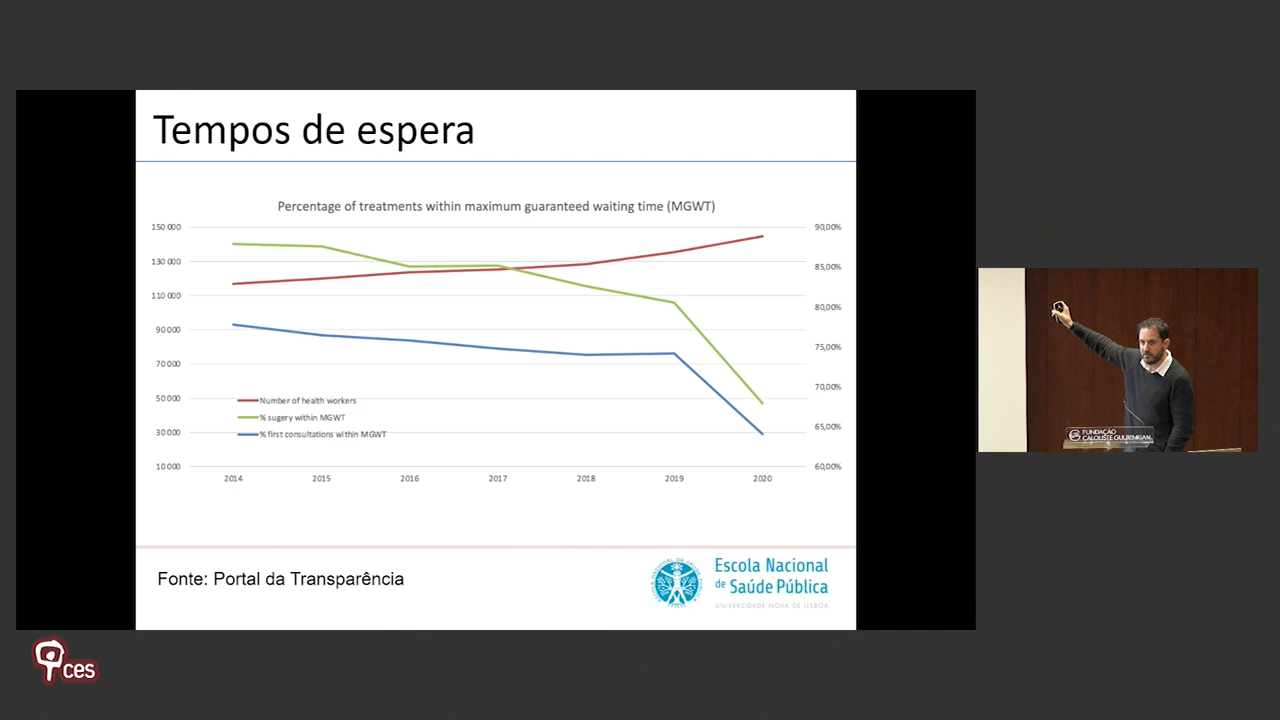 Tempos de espera
Percentage of treatments within maximum guaranteed waiting time (MGWT)
150 000
130 000
110 000
90 000
70 000
50 000
30 000
10 000
90,00%
85,00%
80,00%
75,00%
70,00%
65,00%
60,00%
Number of health workers
% sugery within MGWT
% first consultations within MGWT
2014 2015 2016 2017 2018 2019 2020
Fonte: Portal da Transparência
Escola Nacional
de Saúde Pública
UNIVERSIDADE NOVA DE LISBOA
FUNDAÇÃO
CALOUSTE GULBENKIAN
ces